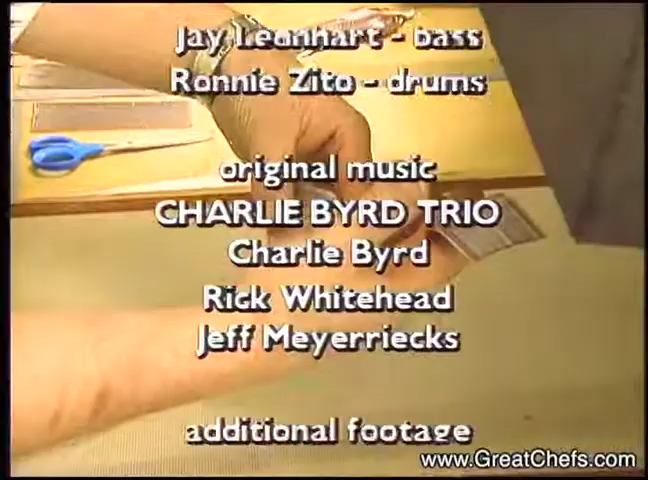 Jay Leonhart - bass
Ronnie Zito - drums
original music
CHARLIE BYRD TRIO
Charlie Byrd
Rick Whitehead
Jeff Meyerriecks
additional footage
www.GreatChefs.com